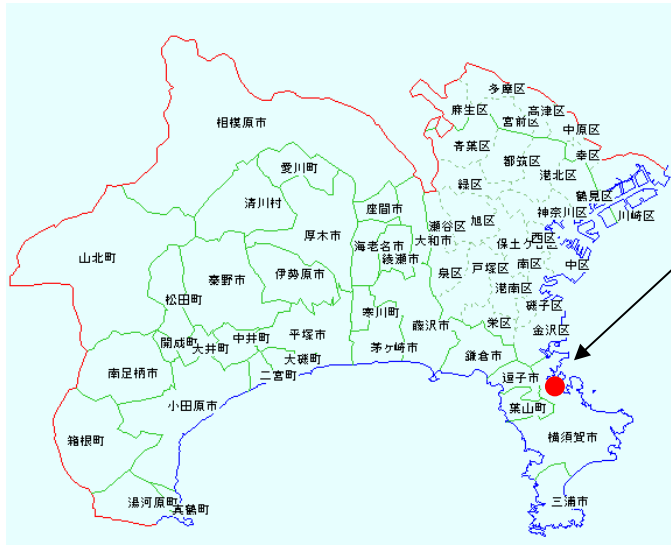 多摩区
麻生区
高津区
宮前区
中原区
相模原市
青葉区
幸区
都筑区
港北区
愛川町
緑区
鶴見区
清川村
座間市
神奈川区
川崎区
厚木市
瀬谷区
旭区
西区
大和市
保土ケ谷区
海老名市
山北町
綾瀬市
泉区
戸塚区
南区
中区
秦野市
伊勢原市
港南区
松田町
磯子区
寒川町
栄区
藤沢市
金沢区
開成町
中井町
平塚市
大井町
茅ヶ崎市
鎌倉市
大磯町
南足柄市
二宮町
逗子市
小田原市
葉山町
箱根町
横須賀市
湯河原町
真鶴町
三浦市